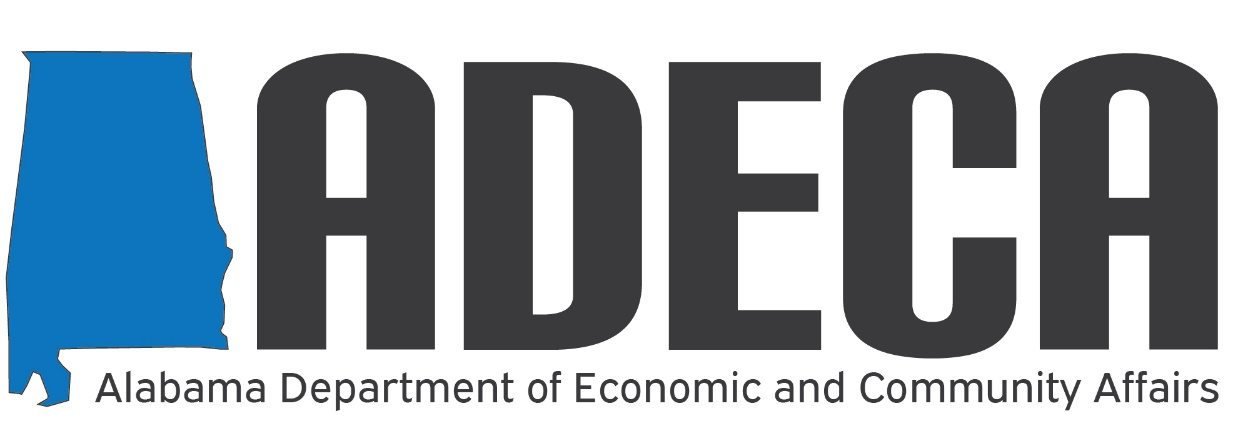 ADECA
Alabama Department of Economic and Community Affairs